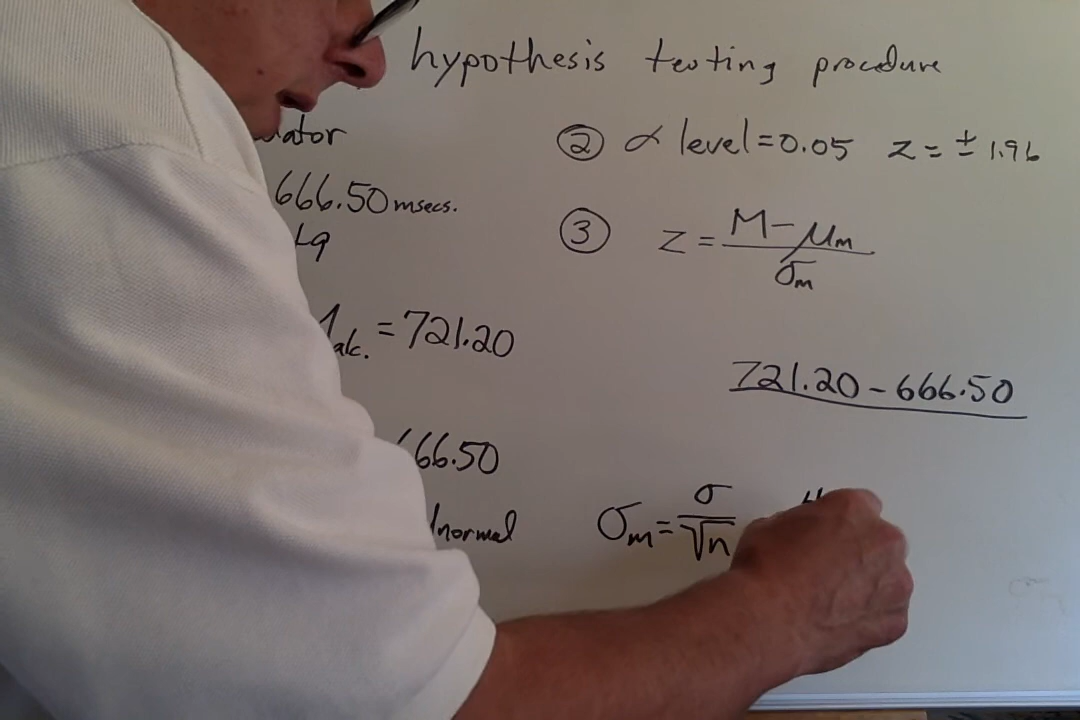 hypothesis testing procedure
② α level=0.05 z=±1.96
666.50 msecs.
③ z = M-μm / σm
alc. = 721.20
721.20 - 666.50
66.50
normal
σm = σ / √n